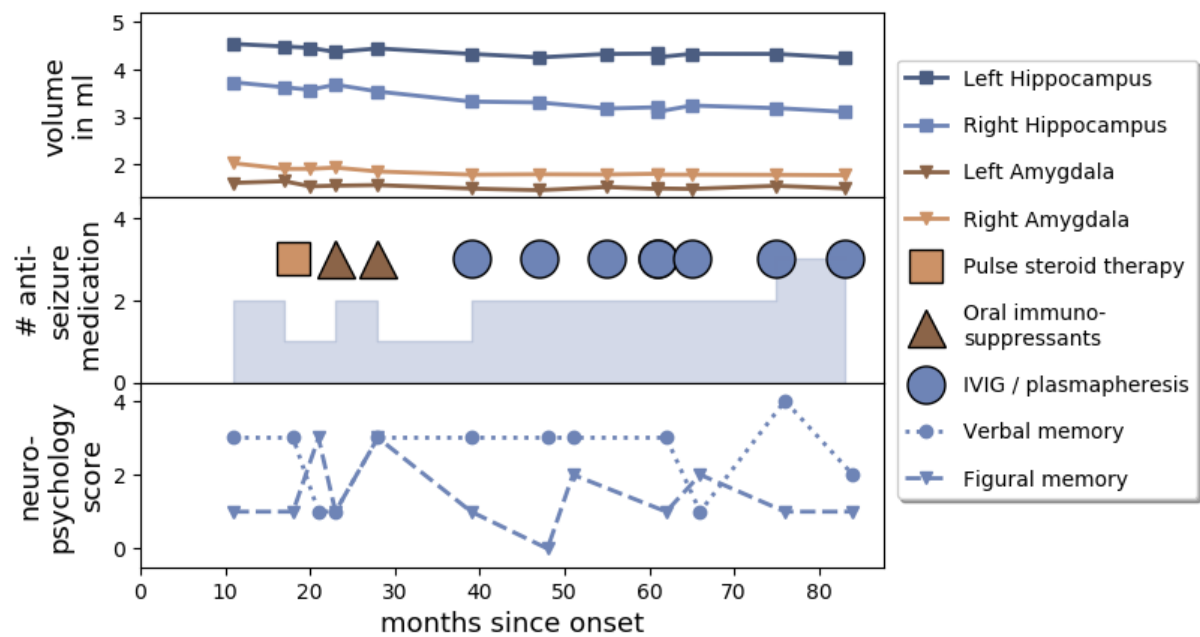 5
4
3
2
volume
in ml
4
2
0
# anti-
seizure
medication
4
2
0
neuro-
psychology
score
0 10 20 30 40 50 60 70 80
months since onset
Left Hippocampus
Right Hippocampus
Left Amygdala
Right Amygdala
Pulse steroid therapy
Oral immuno-
suppressants
IVIG / plasmapheresis
Verbal memory
Figural memory